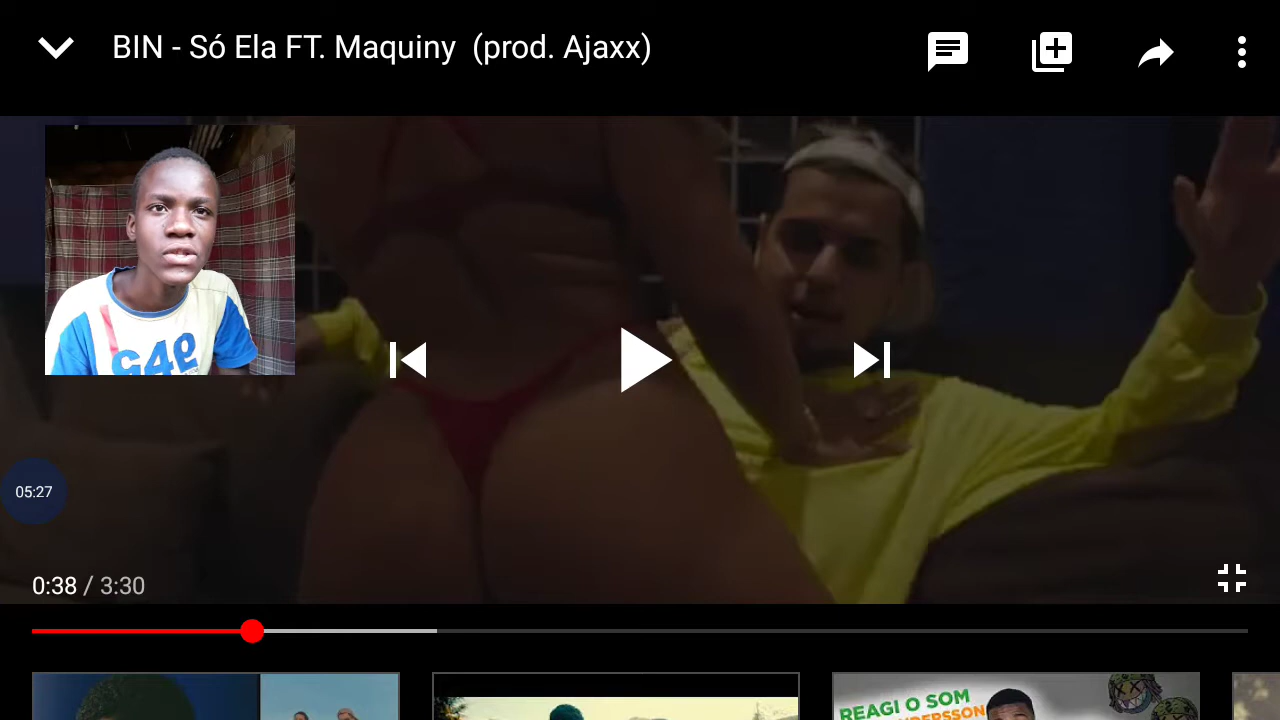 BIN - Só Ela FT. Maquiny (prod. Ajaxx)
05:27
0:38 / 3:30
REAGI O SOM